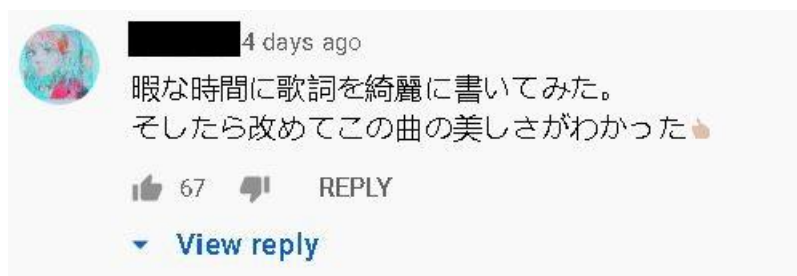 4 days ago
暇な時間に歌詞を綺麗に書いてみた。
そしたら改めてこの曲の美しさがわかった👆🏻
67 REPLY
View reply